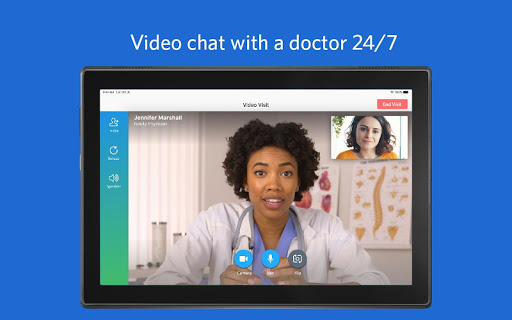 Video chat with a doctor 24/7
Video Visit
End Visit
Jennifer Marshall
Family Physician
Invite
Refresh
Speaker
Camera
Mic
Flip